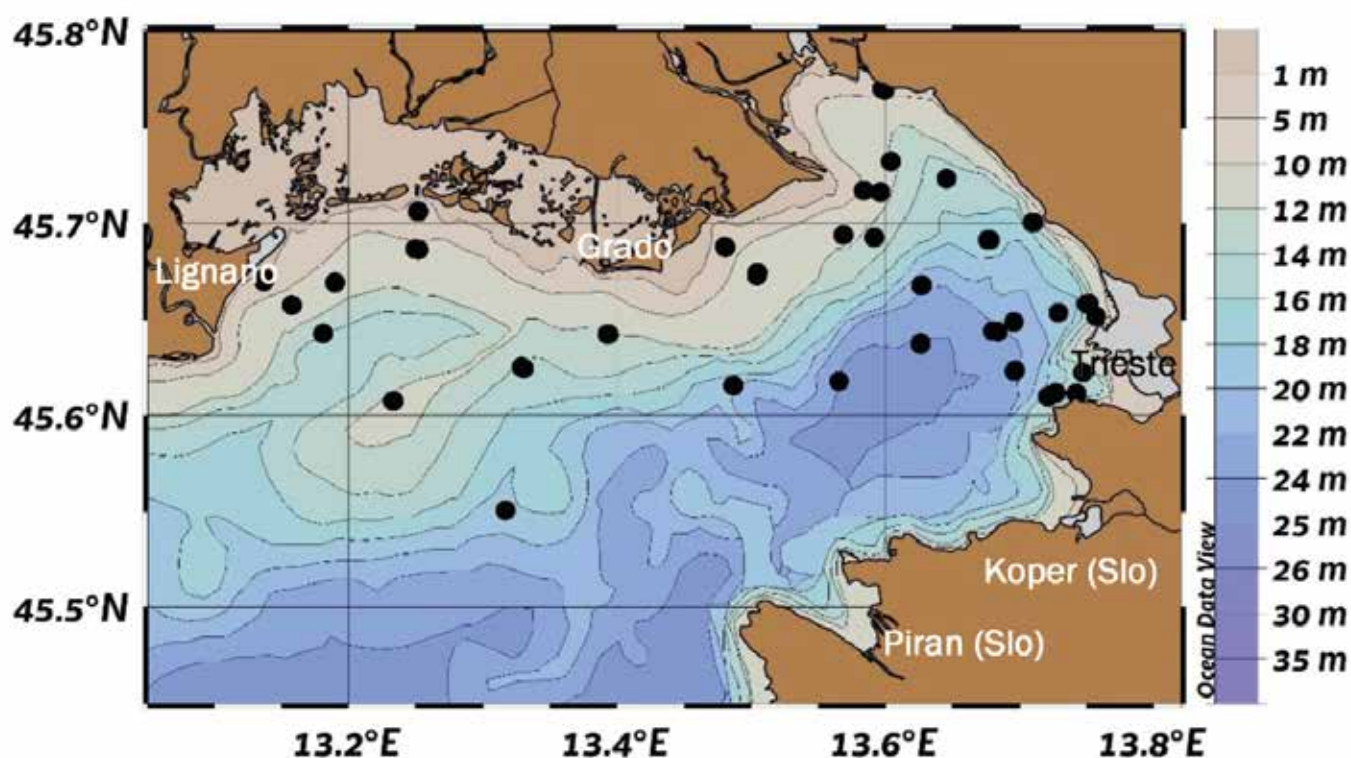 45.8°N
45.7°N
45.6°N
45.5°N
13.2°E
13.4°E
13.6°E
13.8°E
Lignano
Grado
Trieste
Koper (Slo)
Piran (Slo)
Ocean Data View
1 m
5 m
10 m
12 m
14 m
16 m
18 m
20 m
22 m
24 m
25 m
26 m
30 m
35 m